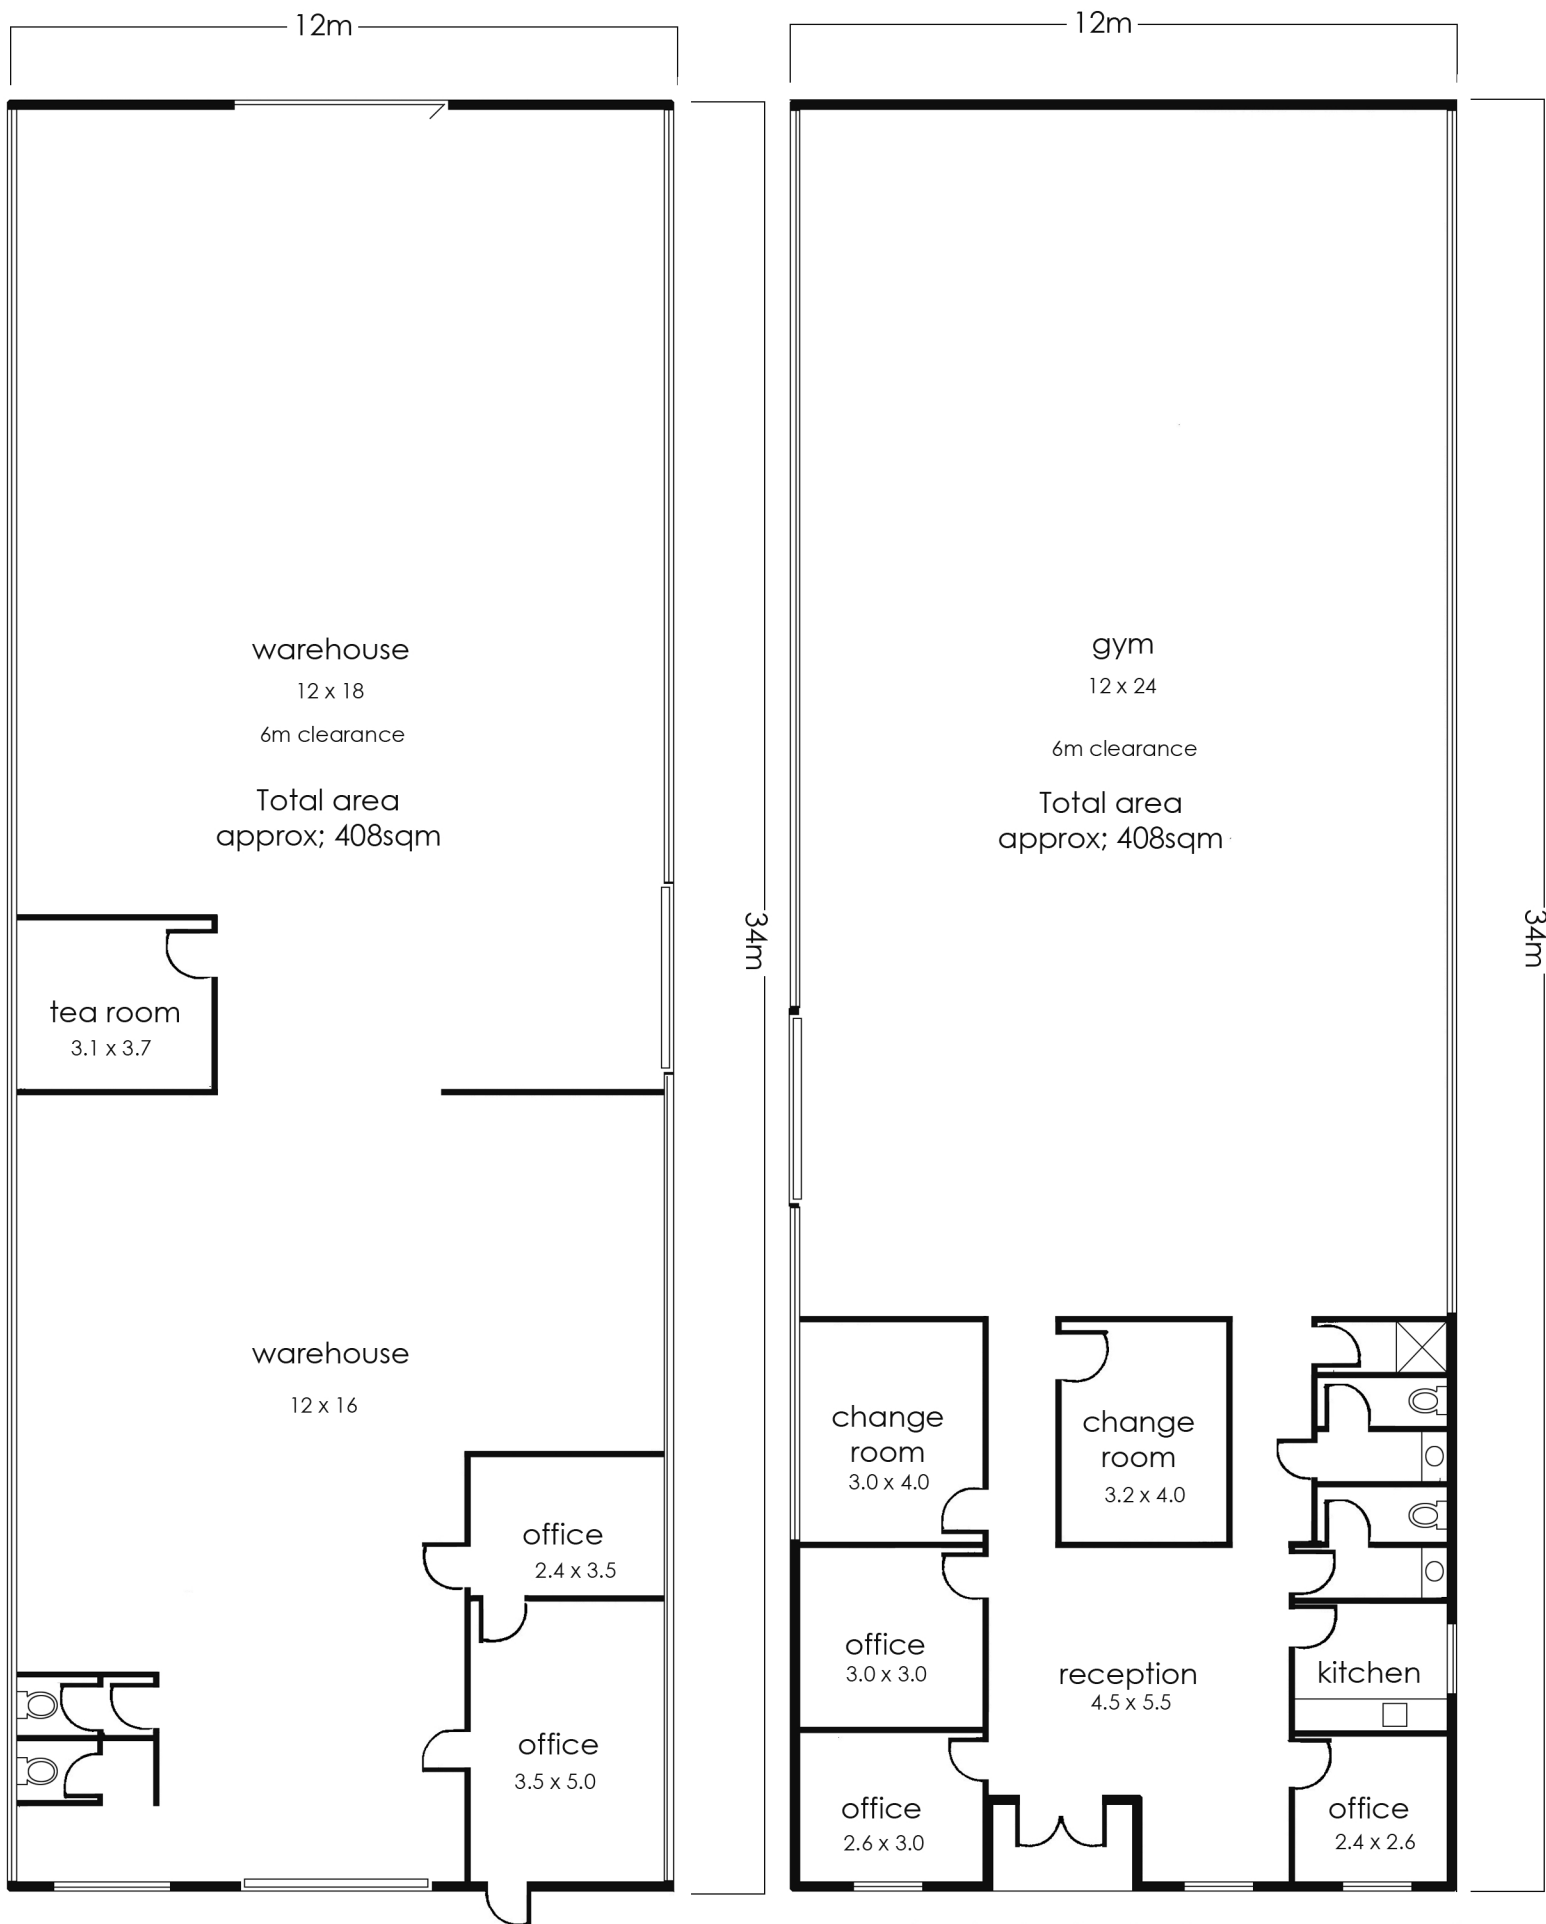 12m
warehouse
12 x 18
6m clearance
Total area
approx; 408sqm
34m
tea room
3.1 x 3.7
warehouse
12 x 16
office
2.4 x 3.5
office
3.5 x 5.0
12m
gym
12 x 24
6m clearance
Total area
approx; 408sqm
34m
change
room
3.0 x 4.0
change
room
3.2 x 4.0
office
3.0 x 3.0
reception
4.5 x 5.5
kitchen
office
2.6 x 3.0
office
2.4 x 2.6